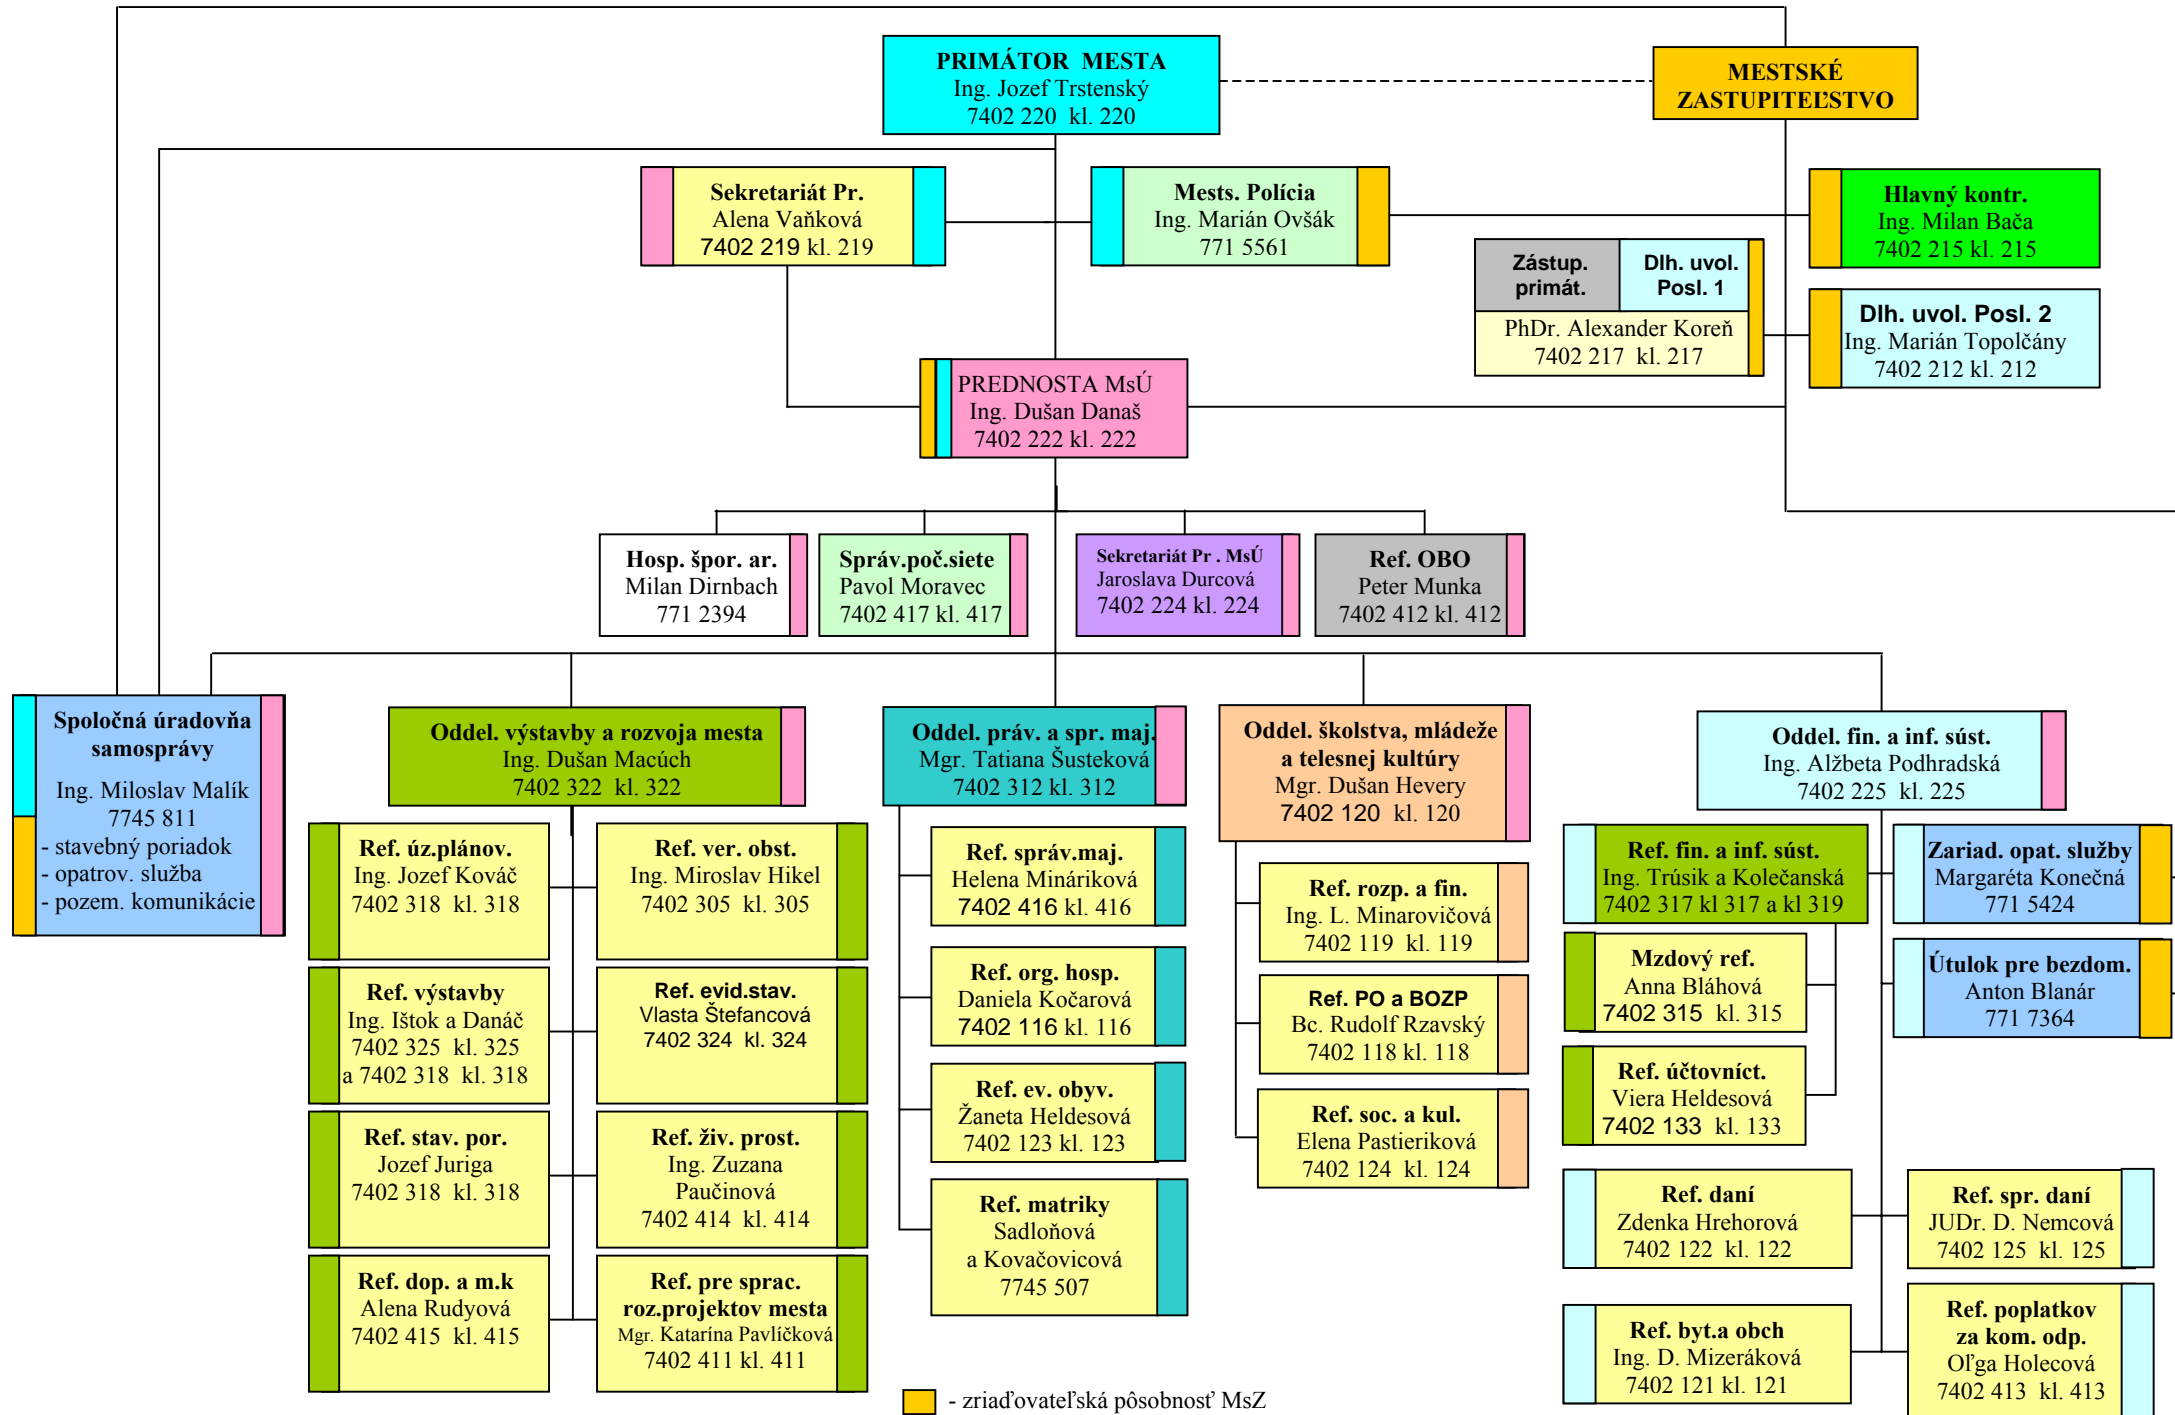 PRIMÁTOR  MESTA
Ing. Jozef Trstenský
7402 220  kl. 220
MESTSKÉ
ZASTUPITEĽSTVO
Sekretariát Pr.
Alena Vaňková
7402 219 kl. 219
Mests. Polícia
Ing. Marián Ovšák
771 5561
Hlavný kontr.
Ing. Milan Bača
7402 215 kl. 215
Zástup.
primát.
Dlh. uvol.
Posl. 1
PhDr. Alexander Koreň
7402 217  kl. 217
Dlh. uvol. Posl. 2
Ing. Marián Topolčány
7402 212 kl. 212
PREDNOSTA MsÚ
Ing. Dušan Današ
7402 222 kl. 222
Hosp. špor. ar.
Milan Dirnbach
771 2394
Správ.poč.siete
Pavol Moravec
7402 417 kl. 417
Sekretariát Pr . MsÚ
Jaroslava Durcová
7402 224 kl. 224
Ref. OBO
Peter Munka
7402 412 kl. 412
Spoločná úradovňa
samosprávy
Ing. Miloslav Malík
7745 811
- stavebný poriadok
- opatrov. služba
- pozem. komunikácie
Oddel. výstavby a rozvoja mesta
Ing. Dušan Macúch
7402 322  kl. 322
Ref. úz.plánov.
Ing. Jozef Kováč
7402 318  kl. 318
Ref. ver. obst.
Ing. Miroslav Hikel
7402 305  kl. 305
Ref. výstavby
Ing. Ištok a Danáč
7402 325  kl. 325
a 7402 318  kl. 318
Ref. evid.stav.
Vlasta Štefancová
7402 324  kl. 324
Ref. stav. por.
Jozef Juriga
7402 318  kl. 318
Ref. živ. prost.
Ing. Zuzana
Paučinová
7402 414  kl. 414
Ref. dop. a m.k
Alena Rudyová
7402 415  kl. 415
Ref. pre sprac.
roz.projektov mesta
Mgr. Katarína Pavlíčková
7402 411 kl. 411
Oddel. práv. a spr. maj.
Mgr. Tatiana Šusteková
7402 312 kl. 312
Ref. správ.maj.
Helena Mináriková
7402 416 kl. 416
Ref. org. hosp.
Daniela Kočarová
7402 116 kl. 116
Ref. ev. obyv.
Žaneta Heldesová
7402 123 kl. 123
Ref. matriky
Sadloňová
a Kovačovicová
7745 507
Oddel. školstva, mládeže
a telesnej kultúry
Mgr. Dušan Hevery
7402 120  kl. 120
Ref. rozp. a fin.
Ing. L. Minarovičová
7402 119  kl. 119
Ref. PO a BOZP
Bc. Rudolf Rzavský
7402 118 kl. 118
Ref. soc. a kul.
Elena Pastieriková
7402 124  kl. 124
Oddel. fin. a inf. súst.
Ing. Alžbeta Podhradská
7402 225  kl. 225
Ref. fin. a inf. súst.
Ing. Trúsik a Kolečanská
7402 317 kl 317 a kl 319
Zariad. opat. služby
Margaréta Konečná
771 5424
Mzdový ref.
Anna Bláhová
7402 315  kl. 315
Útulok pre bezdom.
Anton Blanár
771 7364
Ref. účtovníct.
Viera Heldesová
7402 133  kl. 133
Ref. daní
Zdenka Hrehorová
7402 122  kl. 122
Ref. spr. daní
JUDr. D. Nemcová
7402 125  kl. 125
Ref. byt.a obch
Ing. D. Mizeráková
7402 121 kl. 121
Ref. poplatkov
za kom. odp.
Oľga Holecová
7402 413  kl. 413
- zriaďovateľská pôsobnosť MsZ